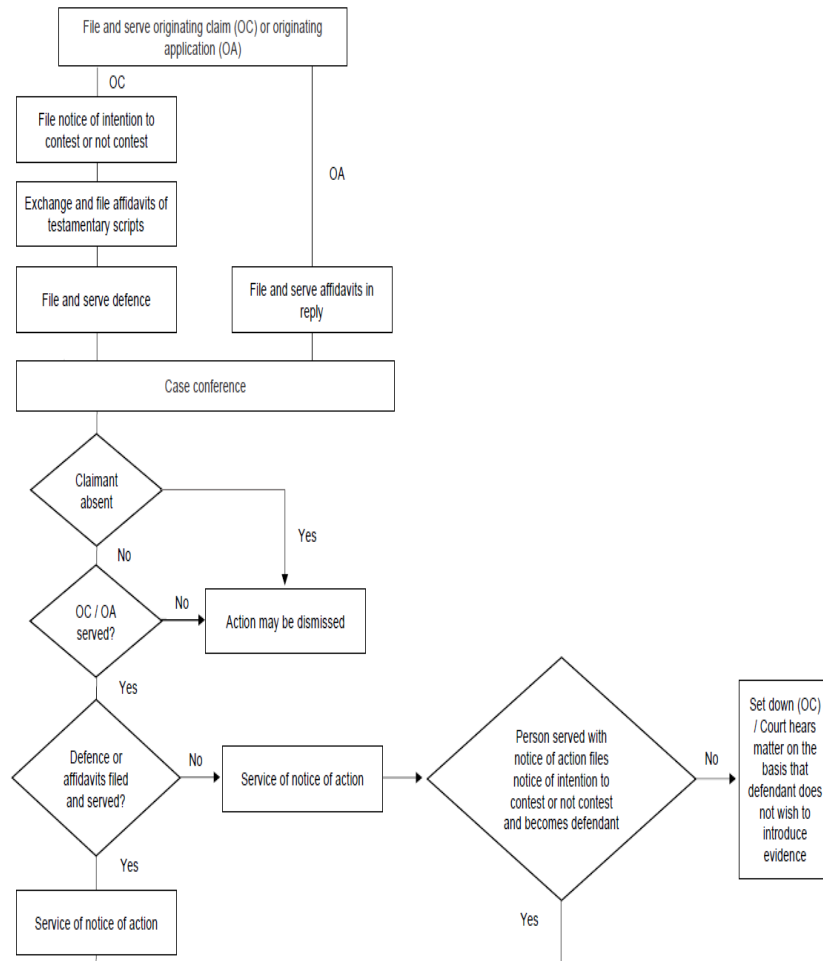 File and serve originating claim (OC) or originating
application (OA)
OC
File notice of intention to
contest or not contest
OA
Exchange and file affidavits of
testamentary scripts
File and serve defence
File and serve affidavits in
reply
Case conference
Claimant
absent
Yes
No
OC / OA
served?
No
Action may be dismissed
Yes
Defence or
affidavits filed
and served?
No
Service of notice of action
Person served with
notice of action files
notice of intention to
contest or not contest
and becomes defendant
No
Set down (OC)
/ Court hears
matter on the
basis that
defendant does
not wish to
introduce
evidence
Yes
Service of notice of action
Yes